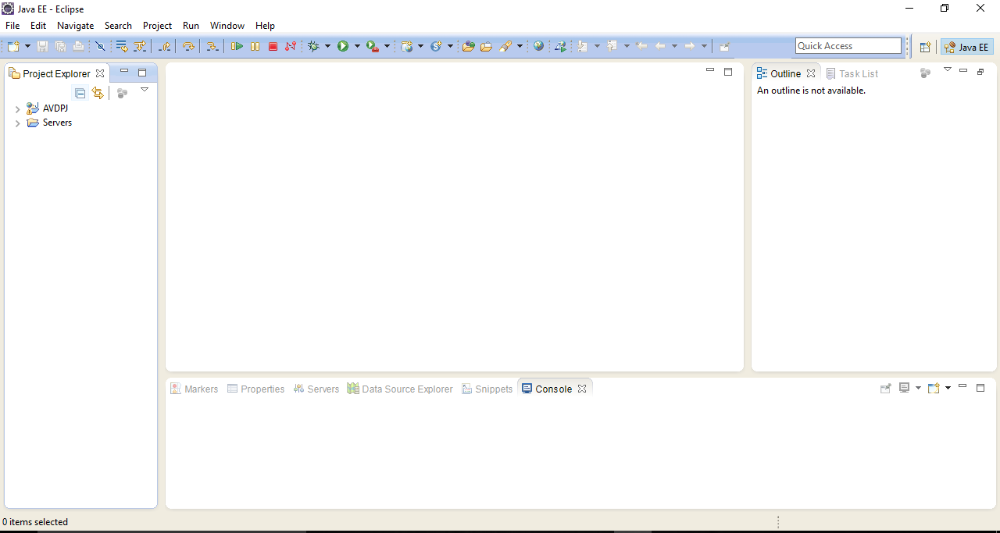 Java EE - Eclipse
File Edit Navigate Search Project Run Window Help
Quick Access
Java EE
Project Explorer
AVDPJ
Servers
Outline Task List
An outline is not available.
Markers Properties Servers Data Source Explorer Snippets Console
0 items selected